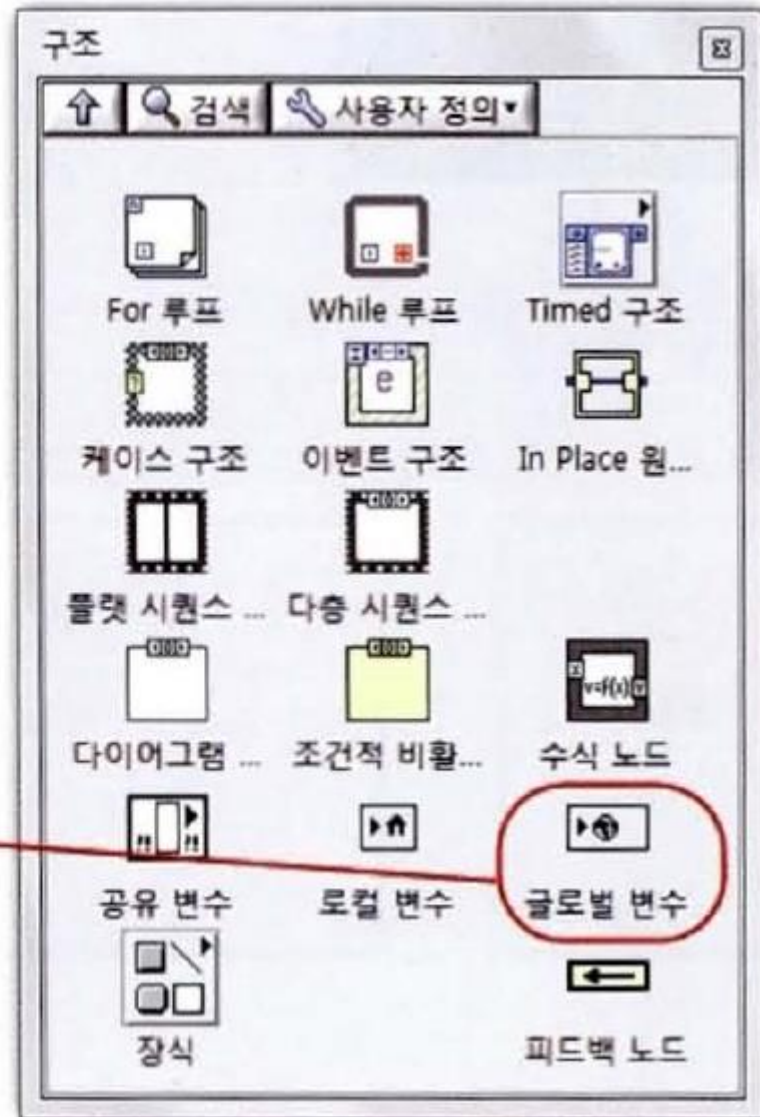 구조
검색 사용자 정의
For 루프 While 루프 Timed 구조
케이스 구조 이벤트 구조 In Place 원...
플랫 시퀀스 ... 다층 시퀀스 ...
다이어그램 ... 조건적 비활... 수식 노드
공유 변수 로컬 변수 글로벌 변수
장식 피드백 노드